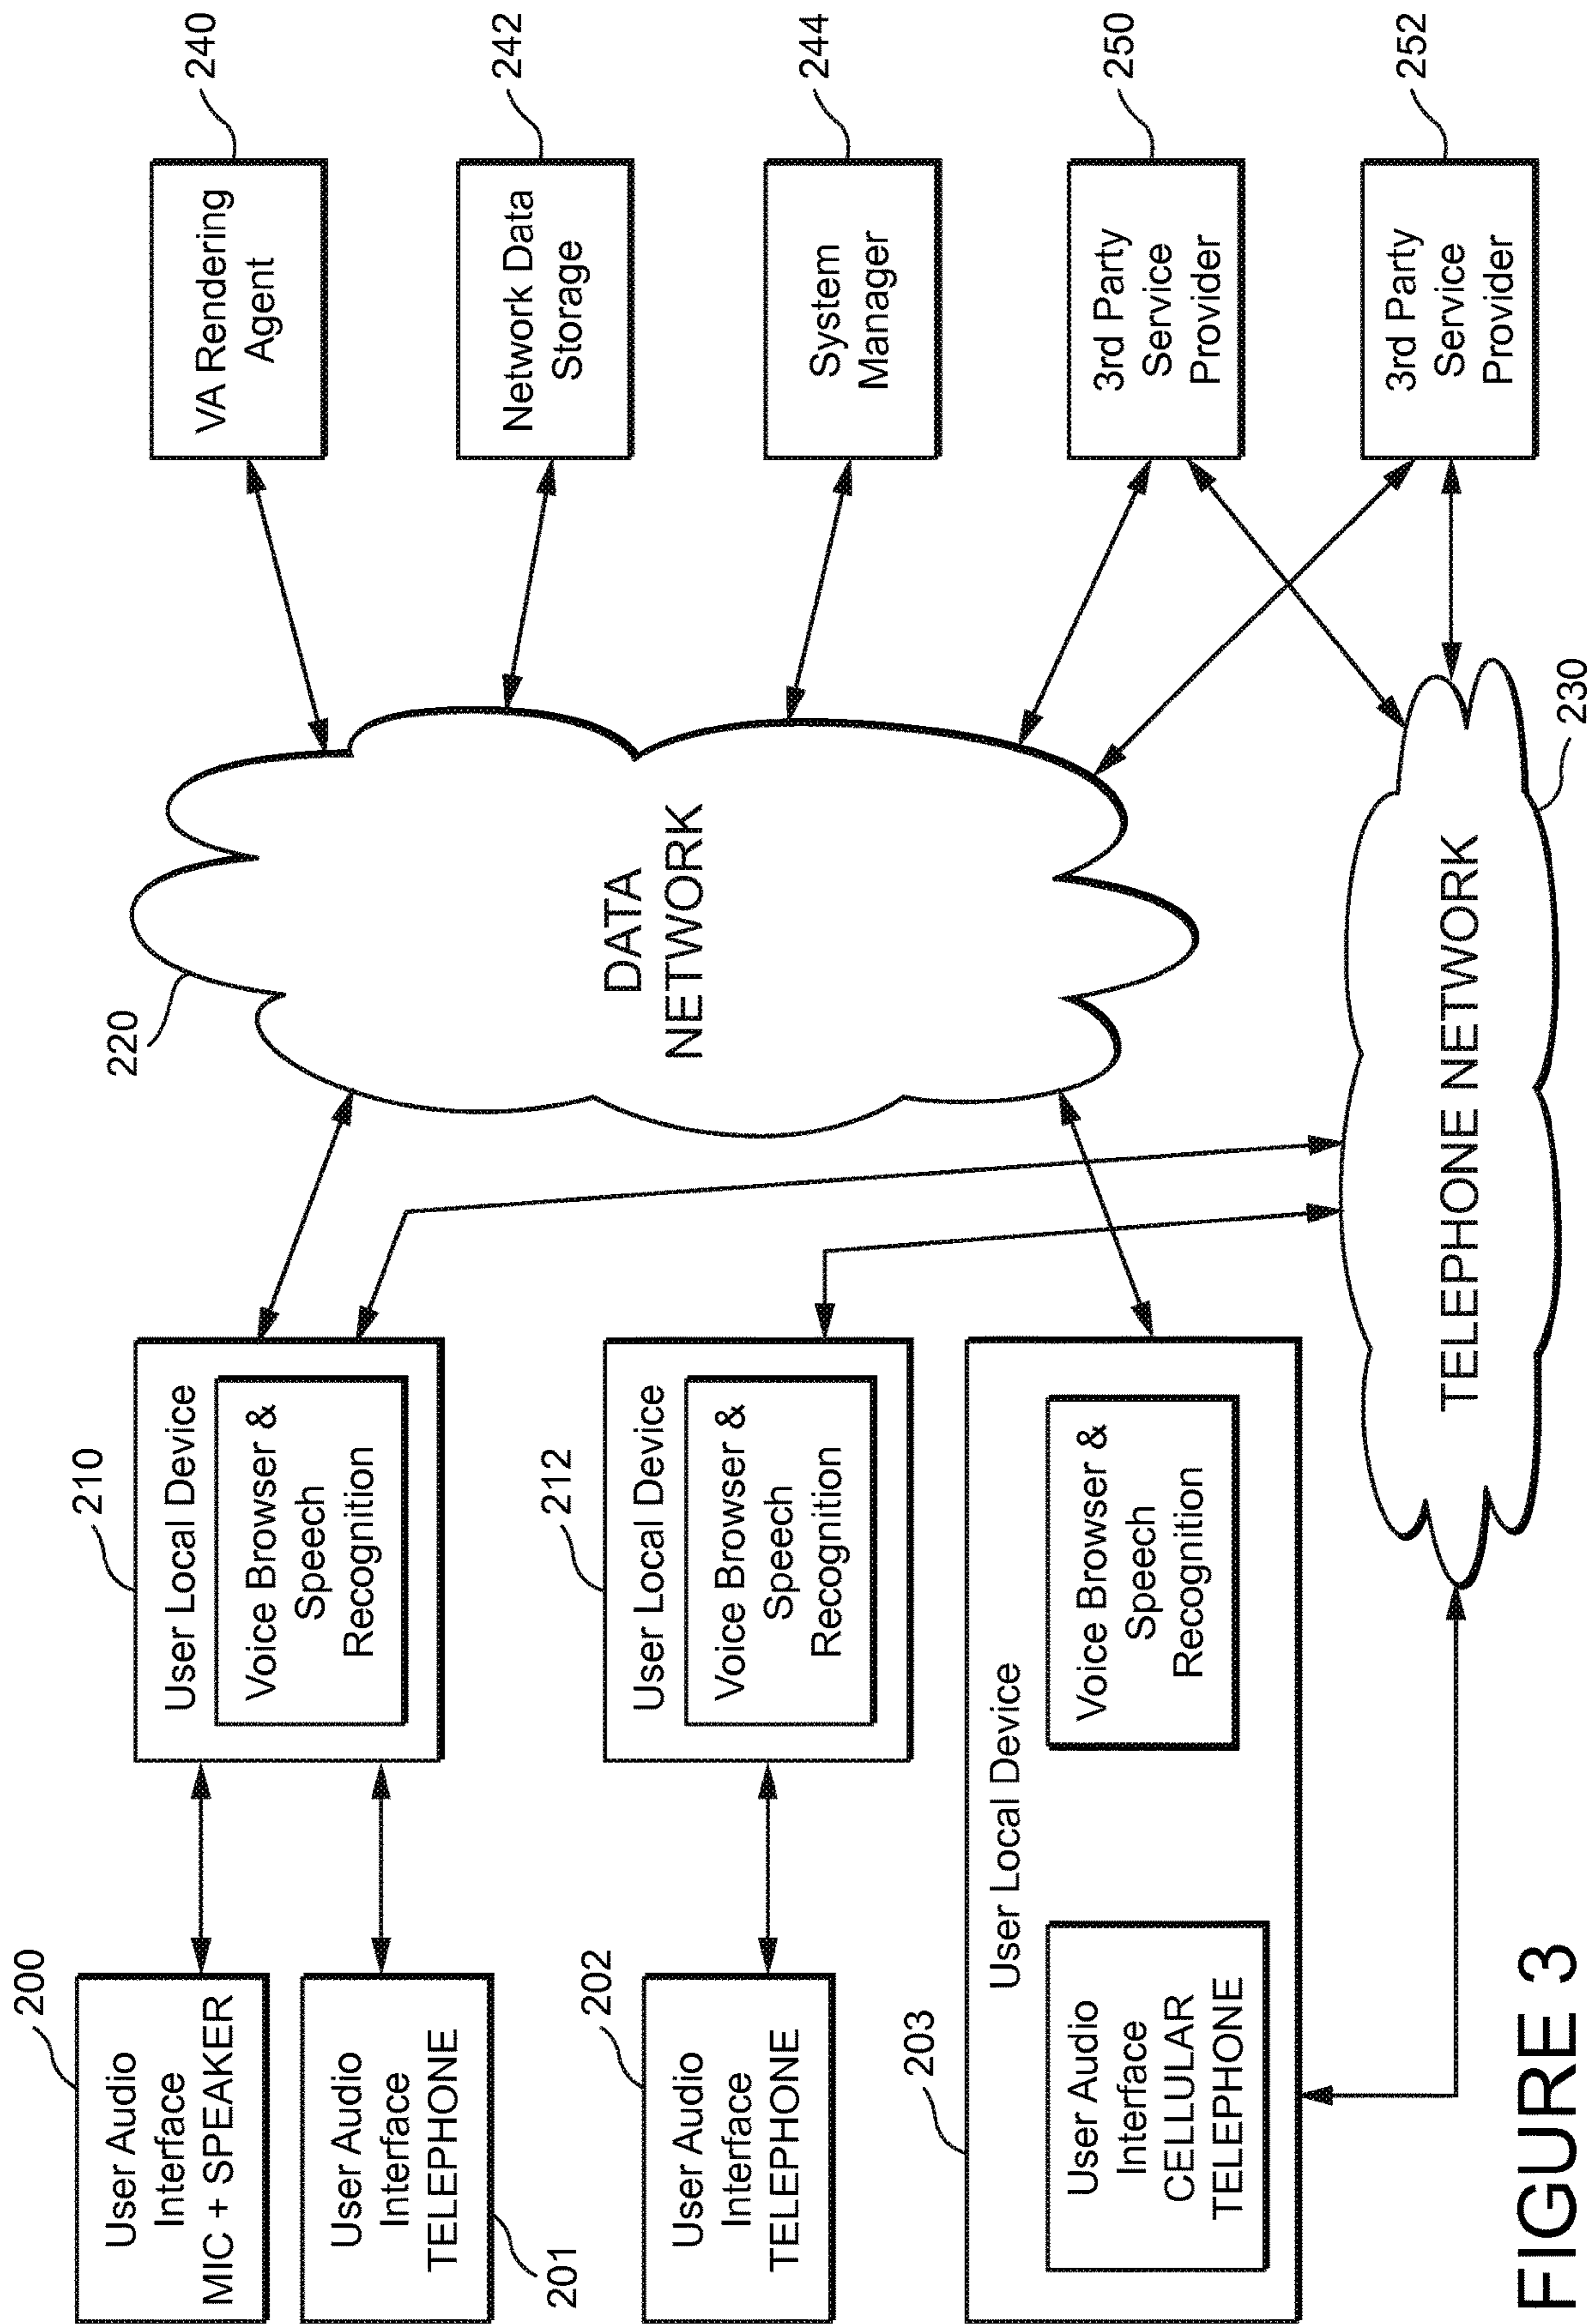 200
User Audio
Interface
MIC + SPEAKER
User Audio
Interface
TELEPHONE
201
202
User Audio
Interface
TELEPHONE
203
User Local Device
User Audio
Interface
CELLULAR
TELEPHONE
Voice Browser &
Speech
Recognition
210
User Local Device
Voice Browser &
Speech
Recognition
212
User Local Device
Voice Browser &
Speech
Recognition
220
DATA
NETWORK
TELEPHONE NETWORK
230
VA Rendering
Agent
240
Network Data
Storage
242
System
Manager
244
3rd Party
Service
Provider
250
3rd Party
Service
Provider
252
FIGURE 3